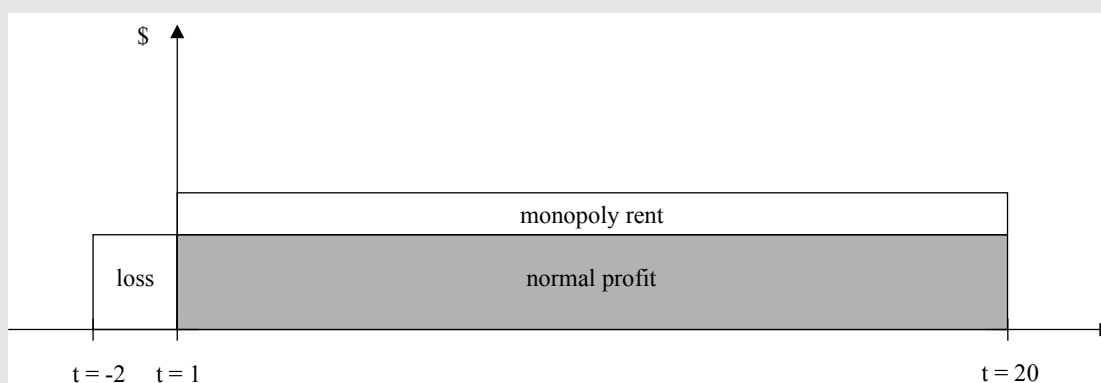 $
monopoly rent
loss
normal profit
t = -2
t = 1
t = 20